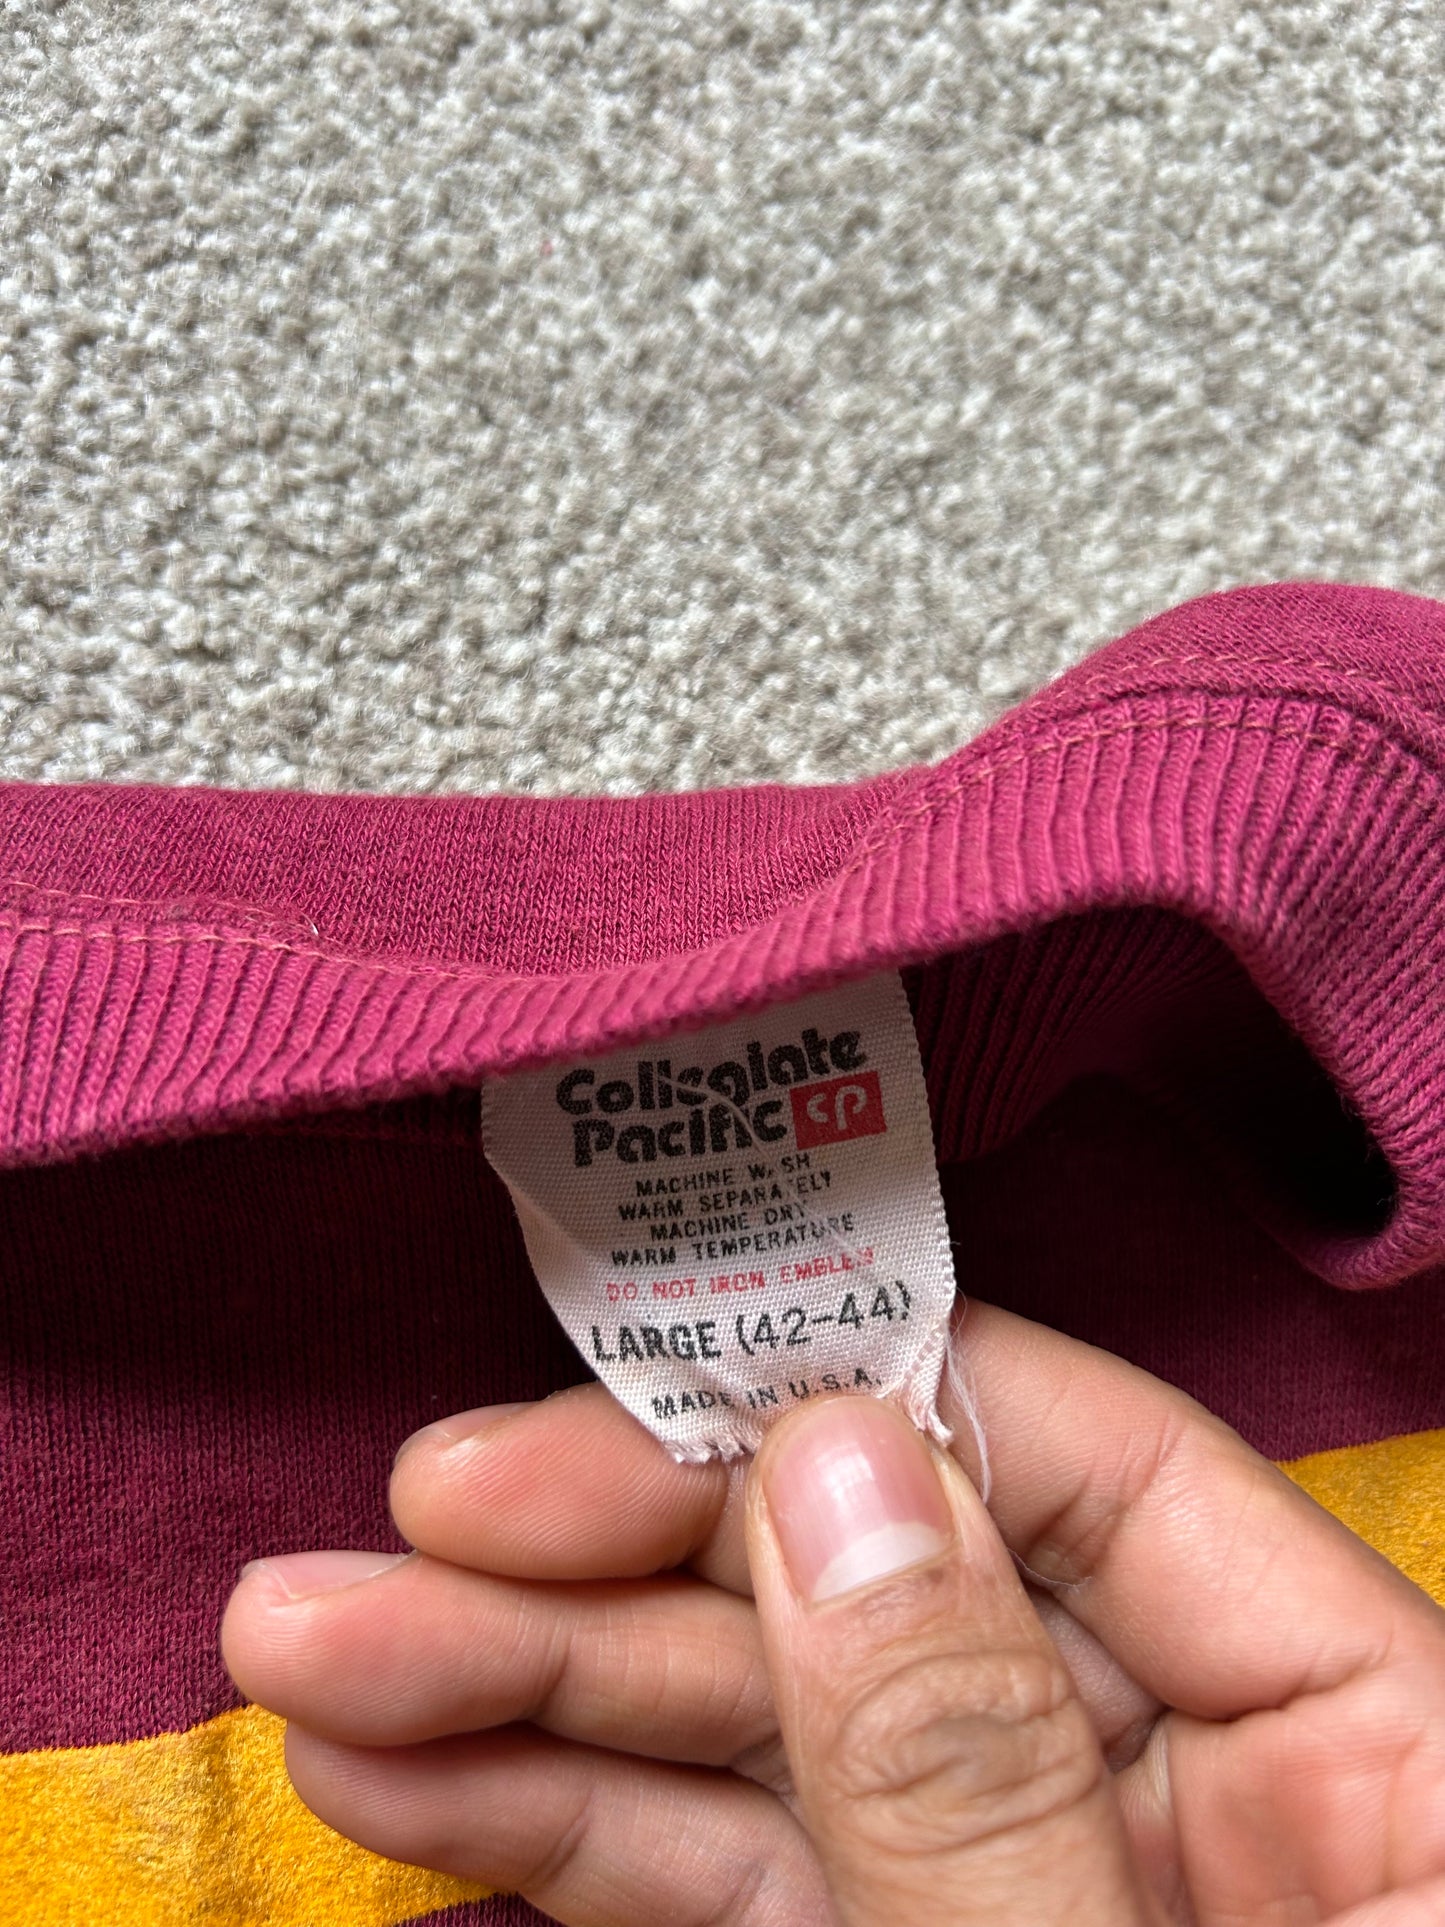 Collegiate
Pacific CP
MACHINE WASH
WARM SEPARATELY
MACHINE DRY
WARM TEMPERATURE
DO NOT IRON EMBLEM
LARGE (42-44)
MADE IN U.S.A.